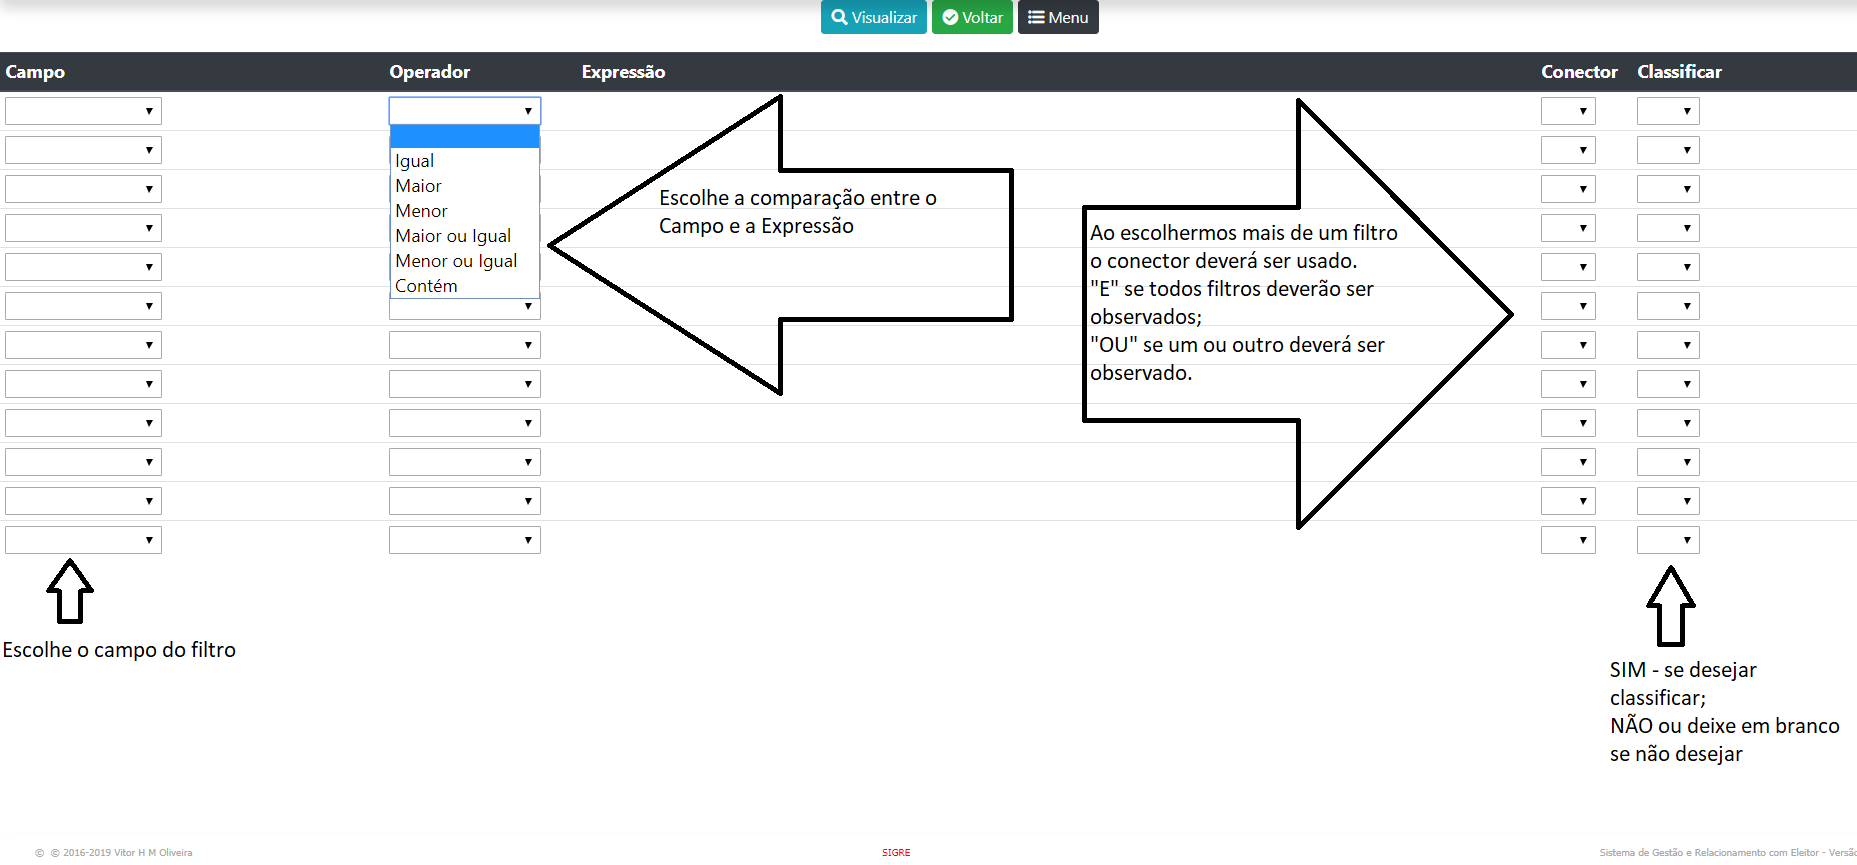 Visualizar Voltar Menu
Campo Operador Expressão Conector Classificar
Igual
Maior
Menor
Maior ou Igual
Menor ou Igual
Contém
Escolhe a comparação entre o
Campo e a Expressão
Ao escolhermos mais de um filtro
o conector deverá ser usado.
"E" se todos filtros deverão ser
observados;
"OU" se um ou outro deverá ser
observado.
Escolhe o campo do filtro
SIM - se desejar
classificar;
NÃO ou deixe em branco
se não desejar
© © 2016-2019 Vitor H M Oliveira
SIGRE
Sistema de Gestão e Relacionamento com Eleitor - Versão